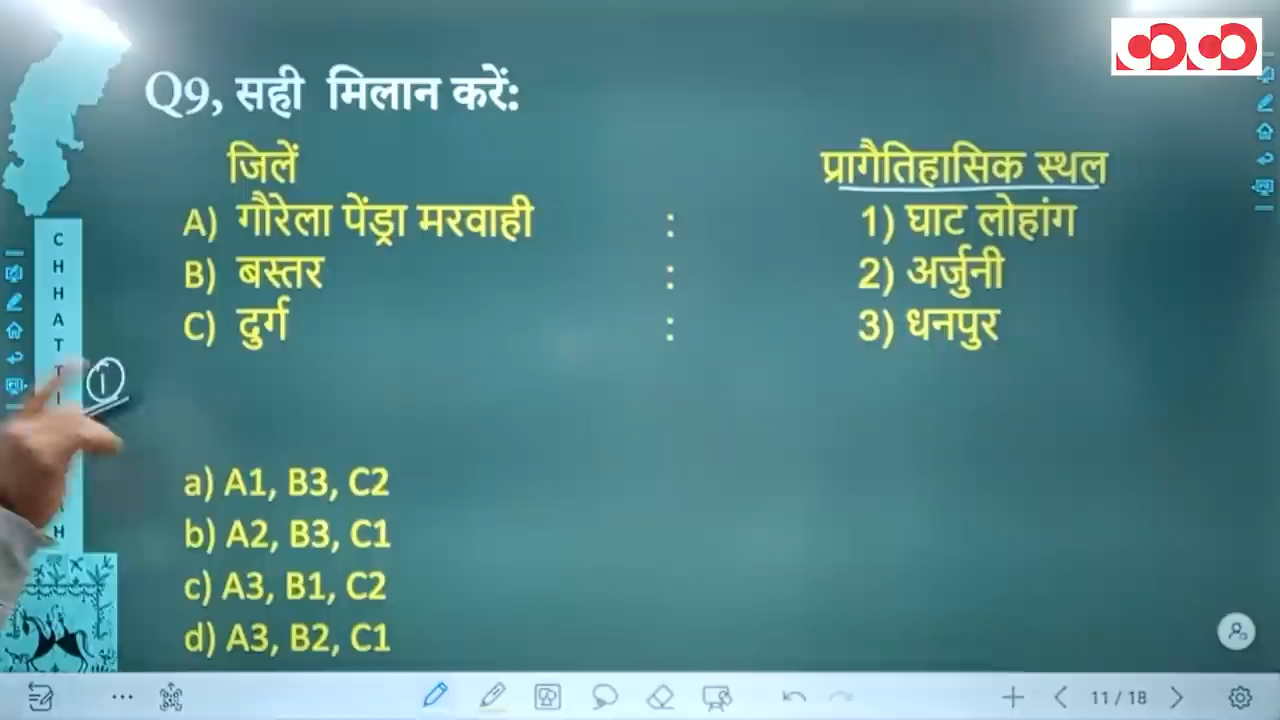 Q9, सही मिलान करें:
जिलें प्रागैतिहासिक स्थल
A) गौरेला पेंड्रा मरवाही : 1) घाट लोहांग
B) बस्तर : 2) अर्जुनी
C) दुर्ग : 3) धनपुर
1
a) A1, B3, C2
b) A2, B3, C1
c) A3, B1, C2
d) A3, B2, C1
C
H
H
A
T
T
I
H
11 / 18